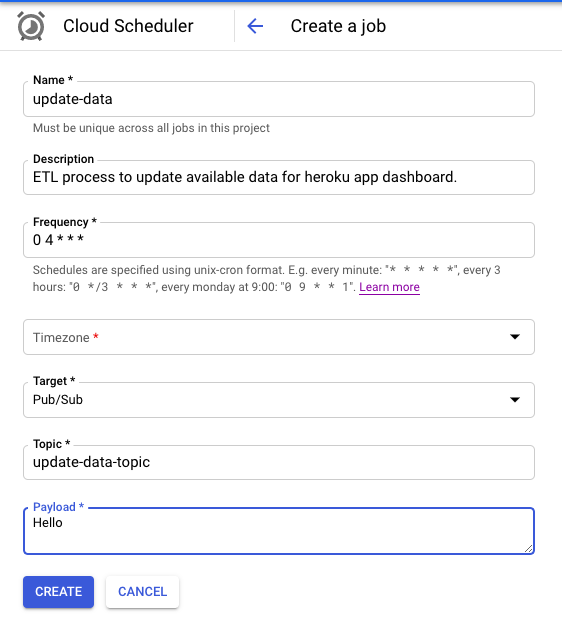 Cloud Scheduler
Create a job
Name *
update-data
Must be unique across all jobs in this project
Description
ETL process to update available data for heroku app dashboard.
Frequency *
0 4 * * *
Schedules are specified using unix-cron format. E.g. every minute: "* * * * *", every 3
hours: "0 */3 * * *", every monday at 9:00: "0 9 * * 1". Learn more
Timezone *
Target *
Pub/Sub
Topic *
update-data-topic
Payload *
Hello
CREATE
CANCEL